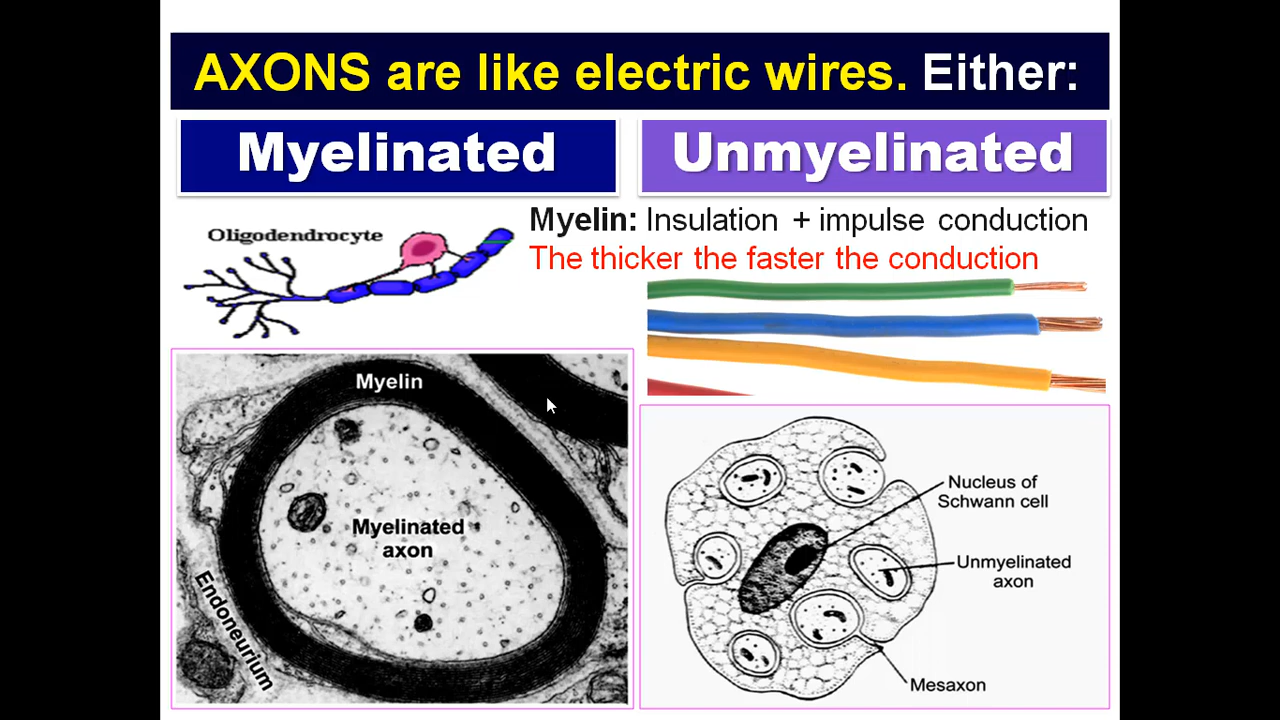 AXONS are like electric wires. Either:
Myelinated
Unmyelinated
Oligodendrocyte
Myelin: Insulation + impulse conduction
The thicker the faster the conduction
Myelin
Myelinated
axon
Endoneurium
Nucleus of
Schwann cell
Unmyelinated
axon
Mesaxon